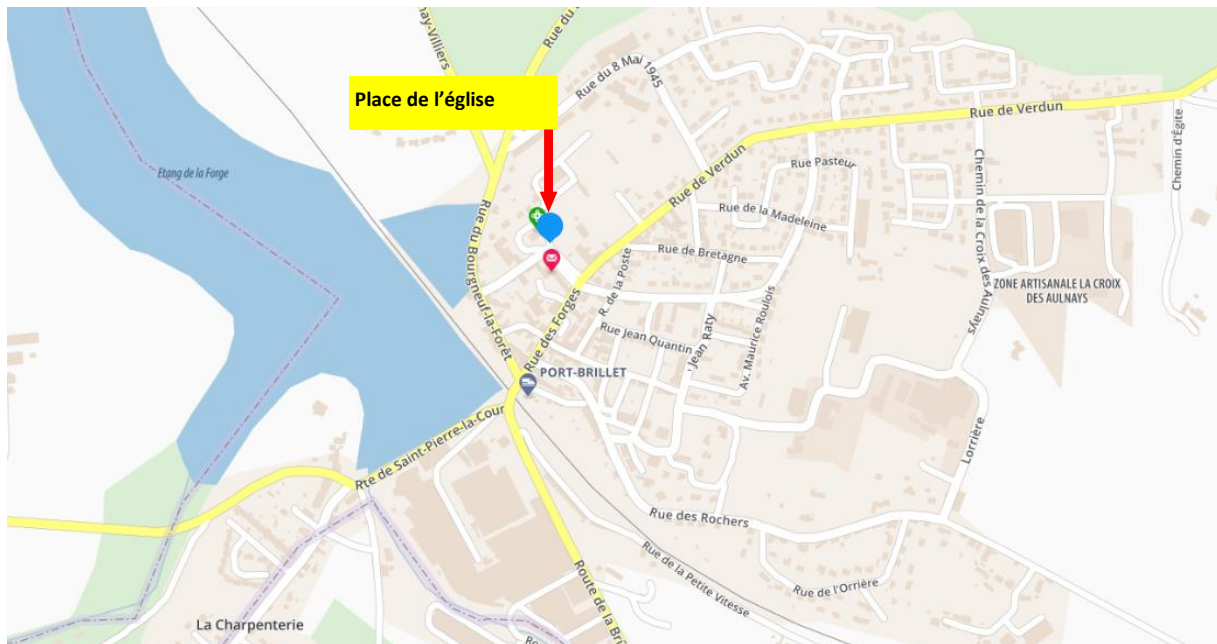 nay-Villiers
Rue du
Rue du 8 Mai 1945
Place de l’église
Rue de Verdun
Rue de Verdun
Etang de la Forge
Rue Pasteur
Chemin d'Égite
Rue du Bourgneuf-la-Forêt
Rue de la Madeleine
Chemin de la Croix des Aulnays
Rue de Bretagne
R. de la Poste
ZONE ARTISANALE LA CROIX
DES AULNAYS
Rue des Forges
Rue Jean Quantin
Jean Raty
Av. Maurice Roulois
PORT-BRILLET
Rte de Saint-Pierre-la-Cour
Lorrière
Rue des Rochers
Rue de la Petite Vitesse
Rue de l'Orrière
Route de la Brû
La Charpenterie